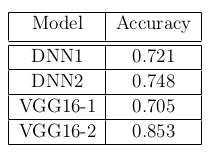 Model Accuracy
DNN1 0.721
DNN2 0.748
VGG16-1 0.705
VGG16-2 0.853